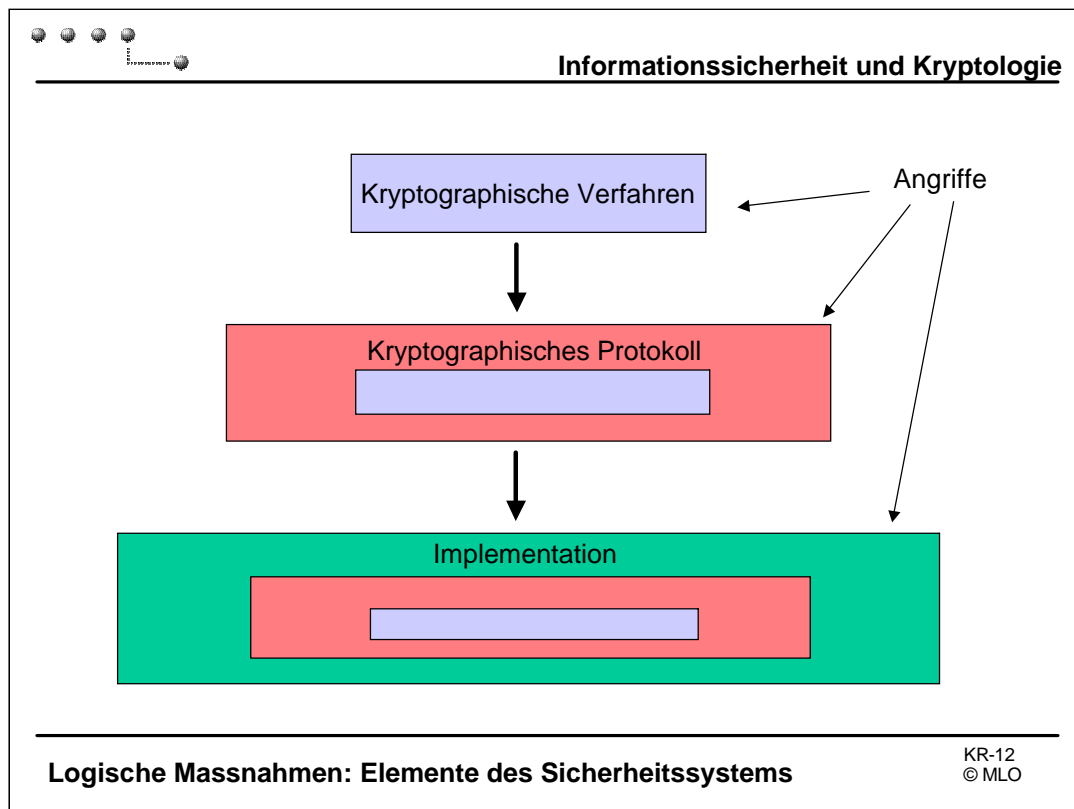 Informationssicherheit und Kryptologie
Kryptographische Verfahren
Angriffe
Kryptographisches Protokoll
Implementation
Logische Massnahmen: Elemente des Sicherheitssystems
KR-12
© MLO